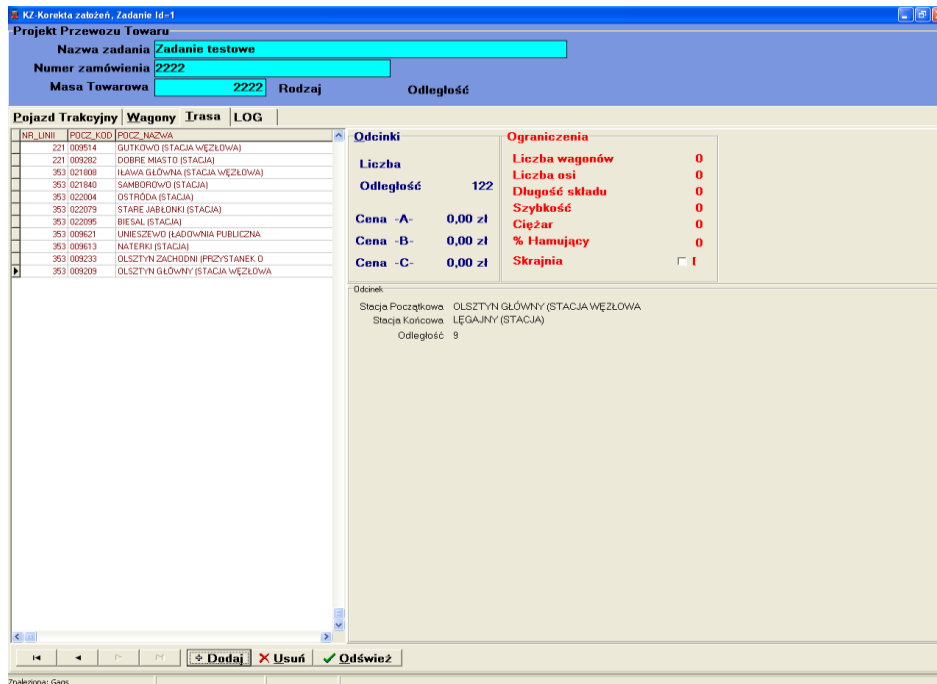 KZ-Korekta założeń, Zadanie Id=1
Projekt Przewozu Towaru
Nazwa zadania Zadanie testowe
Numer zamówienia 2222
Masa Towarowa 2222 Rodzaj Odległość
Pojazd Trakcyjny Wagony Trasa LOG
NR_LINII POCZ_KOD POCZ_NAZWA
221 009514 GUTKOWO (STACJA WĘZŁOWA)
221 009282 DOBRE MIASTO (STACJA)
353 021808 IŁAWA GŁÓWNA (STACJA WĘZŁOWA)
353 021840 SAMBOROWO (STACJA)
353 022004 OSTRÓDA (STACJA)
353 022079 STARE JABŁONKI (STACJA)
353 022095 BIESAL (STACJA)
353 009621 UNIESZEWO (ŁADOWNIA PUBLICZNA
353 009613 NATERKI (STACJA)
353 009233 OLSZTYN ZACHODNI (PRZYSTANEK O
353 009209 OLSZTYN GŁÓWNY (STACJA WĘZŁOWA
Odcinki
Liczba
Odległość 122
Cena -A- 0,00 zł
Cena -B- 0,00 zł
Cena -C- 0,00 zł
Ograniczenia
Liczba wagonów 0
Liczba osi 0
Długość składu 0
Szybkość 0
Ciężar 0
% Hamujący 0
Skrajnia
Odcinek
Stacja Początkowa OLSZTYN GŁÓWNY (STACJA WĘZŁOWA
Stacja Końcowa ŁĘGAJNY (STACJA)
Odległość 9
Dodaj Usuń Odśwież
Znaleziona: Gags